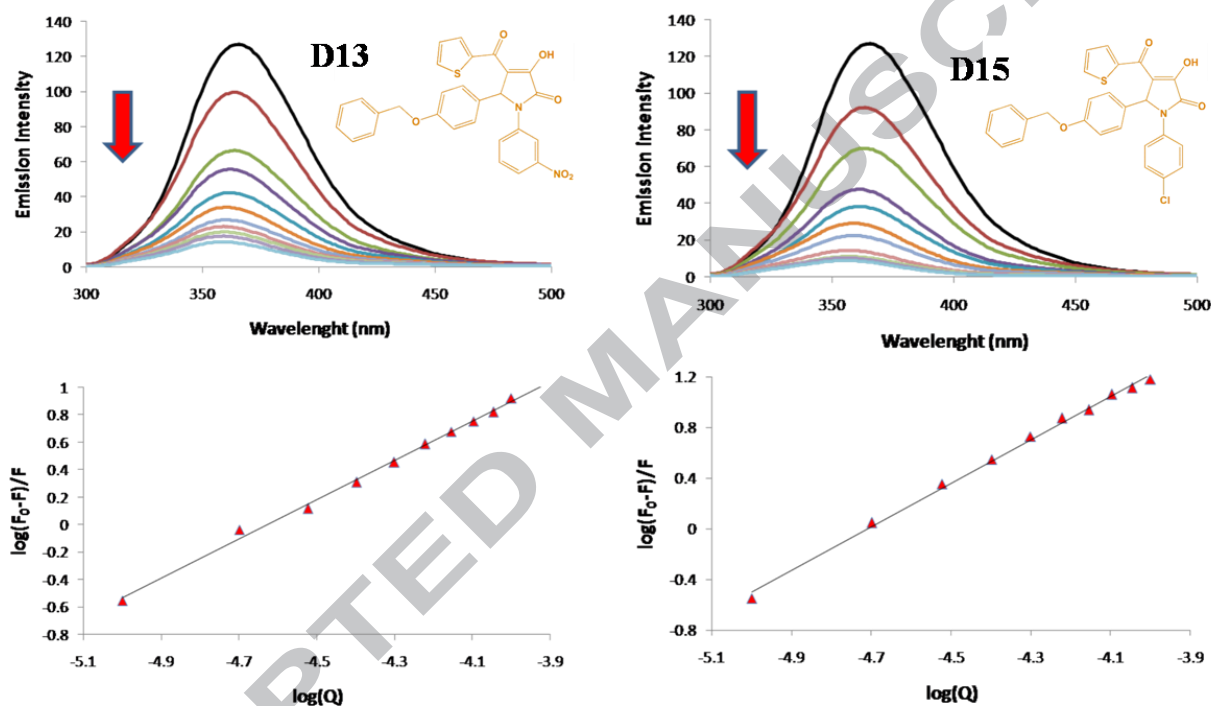 D13
Emission Intensity
140
120
100
80
60
40
20
0
300
350
400
450
500
Wavelenght (nm)
S
O
OH
O
N
O
NO2
D15
Emission Intensity
140
120
100
80
60
40
20
0
300
350
400
450
500
Wavelenght (nm)
S
O
OH
O
N
O
Cl
log(F0-F)/F
1
0.8
0.6
0.4
0.2
0
-0.2
-0.4
-0.6
-0.8
-5.1
-4.9
-4.7
-4.5
-4.3
-4.1
-3.9
log(Q)
log(F0-F)/F
1.2
0.8
0.4
0
-0.4
-0.8
-5.1
-4.9
-4.7
-4.5
-4.3
-4.1
-3.9
log(Q)
PTED MANUSC